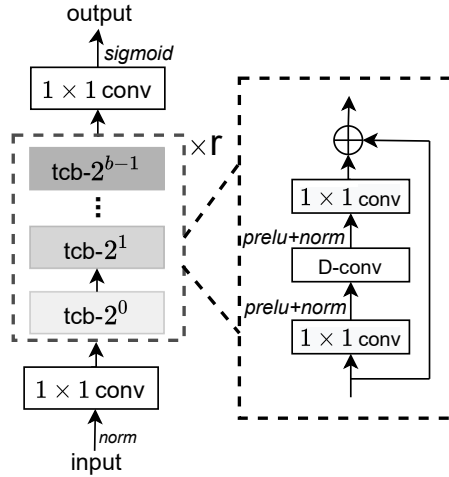 output
sigmoid
1 × 1 conv
×r
tcb-2^{b−1}
⋮
tcb-2^1
tcb-2^0
1 × 1 conv
norm
input
1 × 1 conv
prelu+norm
D-conv
prelu+norm
1 × 1 conv